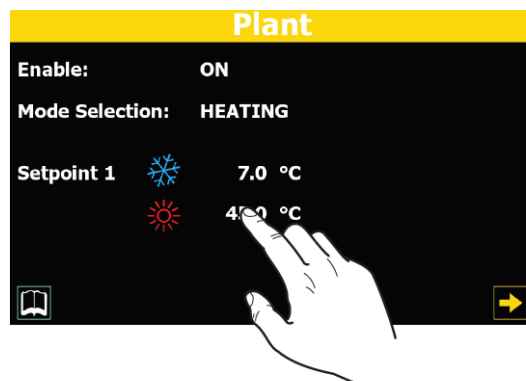 Plant
Enable: ON
Mode Selection: HEATING
Setpoint 1 7.0 °C
°C